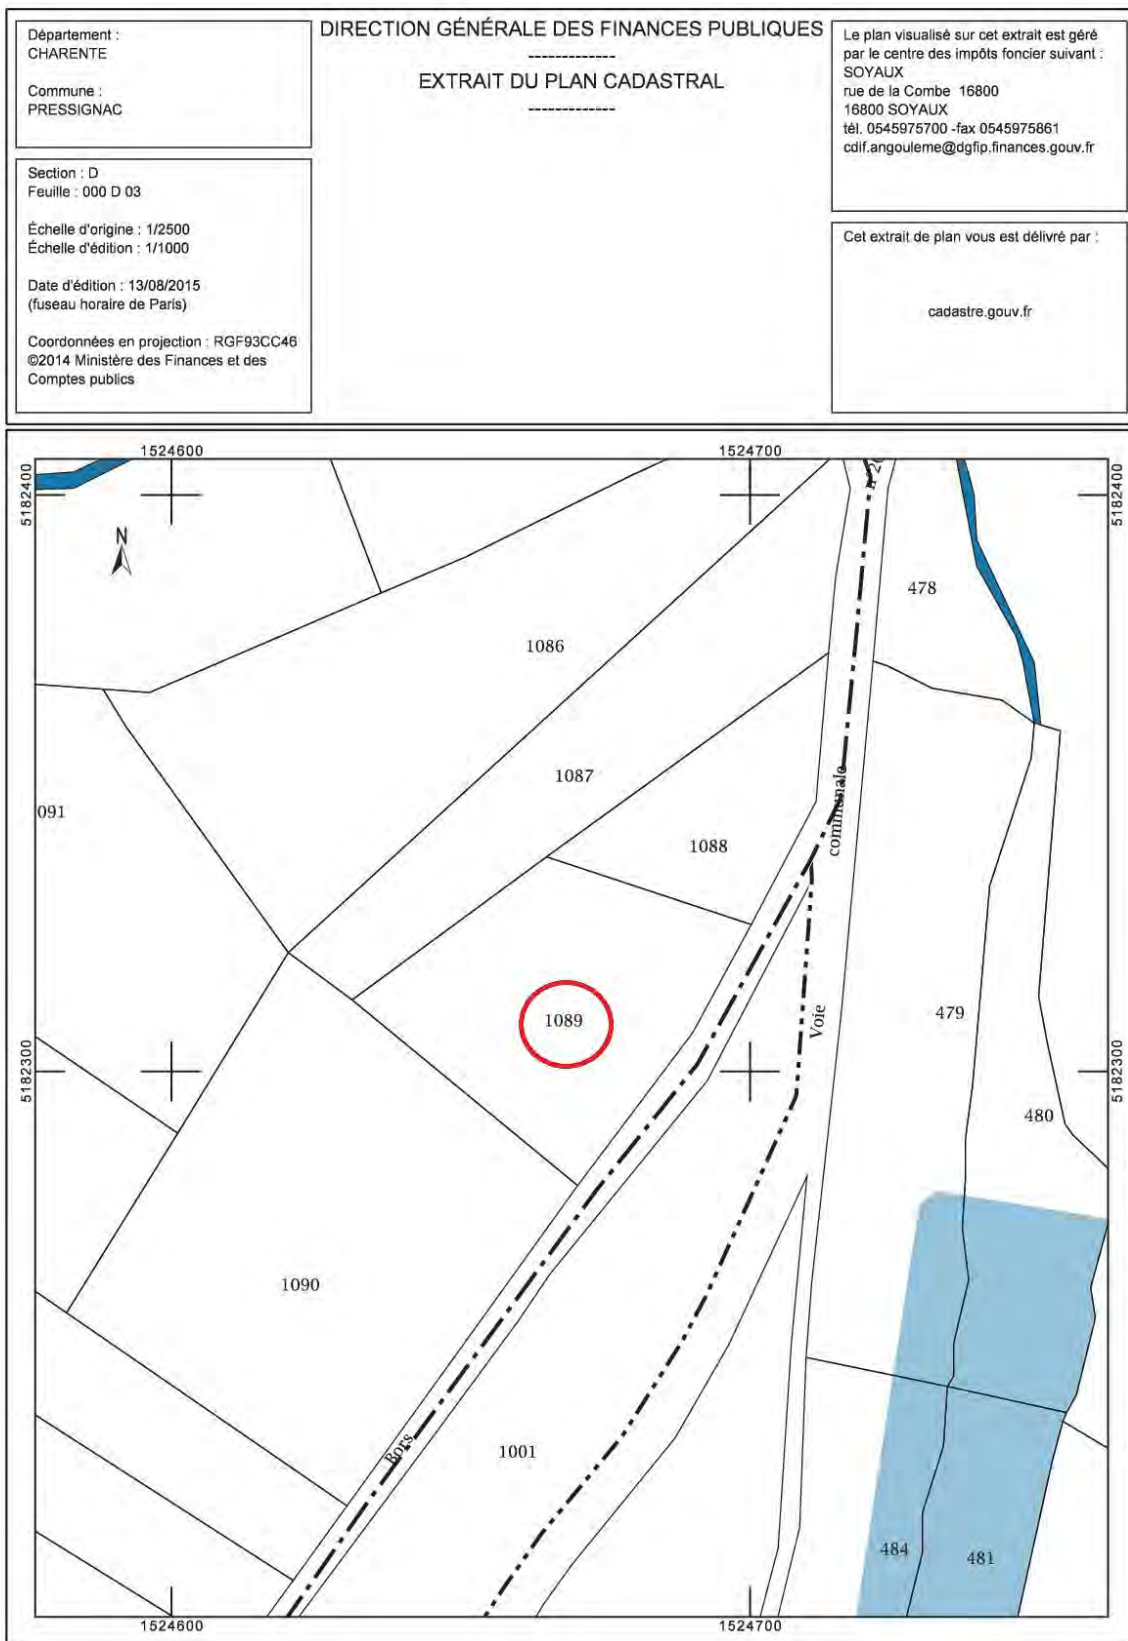 Département :
CHARENTE
Commune :
PRESSIGNAC
Section : D
Feuille : 000 D 03
Échelle d'origine : 1/2500
Échelle d'édition : 1/1000
Date d'édition : 13/08/2015
(fuseau horaire de Paris)
Coordonnées en projection : RGF93CC46
©2014 Ministère des Finances et des
Comptes publics
DIRECTION GÉNÉRALE DES FINANCES PUBLIQUES
-------------
EXTRAIT DU PLAN CADASTRAL
-------------
Le plan visualisé sur cet extrait est géré
par le centre des impôts foncier suivant :
SOYAUX
rue de la Combe 16800
16800 SOYAUX
tél. 0545975700 -fax 0545975861
cdif.angouleme@dgfip.finances.gouv.fr
Cet extrait de plan vous est délivré par :
cadastre.gouv.fr
1524600
1524700
5182400
5182400
N
478
1086
1087
091
communale
1088
1089
Voie
479
5182300
5182300
480
1090
Bors
1001
484
481
1524600
1524700